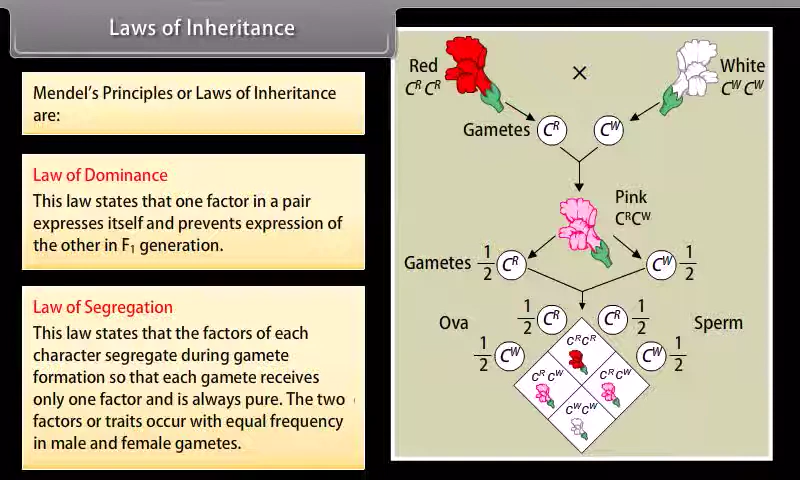 Laws of Inheritance
Mendel's Principles or Laws of Inheritance
are:
Law of Dominance
This law states that one factor in a pair
expresses itself and prevents expression of
the other in F₁ generation.
Law of Segregation
This law states that the factors of each
character segregate during gamete
formation so that each gamete receives
only one factor and is always pure. The two
factors or traits occur with equal frequency
in male and female gametes.
Red × White
CᴿCᴿ CᵂCᵂ
Gametes Cᴿ Cᵂ
Pink
CᴿCᵂ
Gametes 1/2 Cᴿ Cᵂ 1/2
1/2 Cᴿ Cᴿ 1/2
Ova Sperm
1/2 Cᵂ Cᵂ 1/2
CᴿCᴿ
CᴿCᵂ CᴿCᵂ
CᵂCᵂ